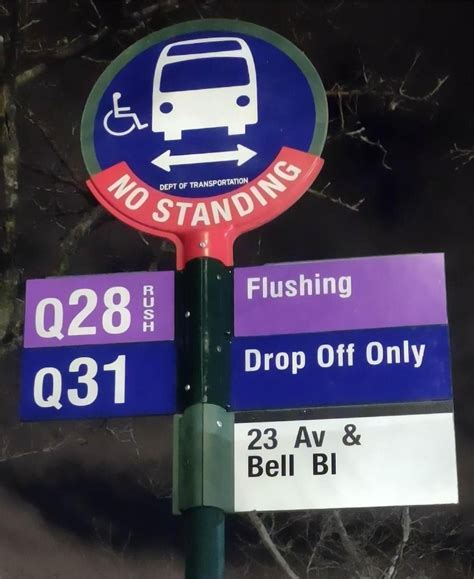 DEPT OF TRANSPORTATION
NO STANDING
Q28 RUSH
Flushing
Q31
Drop Off Only
23 Av &
Bell Bl